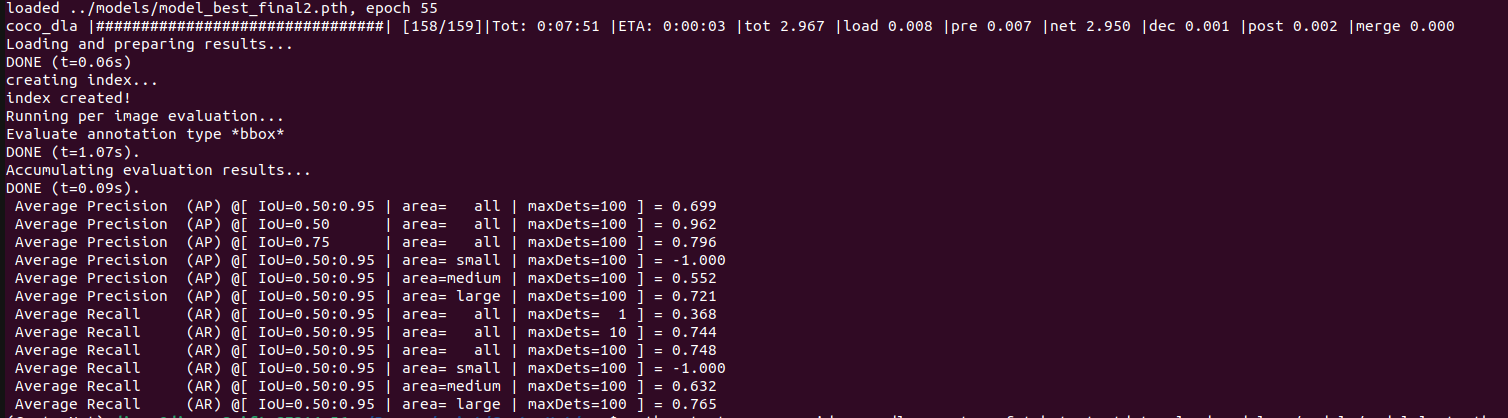 loaded ../models/model_best_final2.pth, epoch 55
coco_dla |################################| [158/159]|Tot: 0:07:51 |ETA: 0:00:03 |tot 2.967 |load 0.008 |pre 0.007 |net 2.950 |dec 0.001 |post 0.002 |merge 0.000
Loading and preparing results...
DONE (t=0.06s)
creating index...
index created!
Running per image evaluation...
Evaluate annotation type *bbox*
DONE (t=1.07s).
Accumulating evaluation results...
DONE (t=0.09s).
 Average Precision  (AP) @[ IoU=0.50:0.95 | area=   all | maxDets=100 ] = 0.699
 Average Precision  (AP) @[ IoU=0.50      | area=   all | maxDets=100 ] = 0.962
 Average Precision  (AP) @[ IoU=0.75      | area=   all | maxDets=100 ] = 0.796
 Average Precision  (AP) @[ IoU=0.50:0.95 | area= small | maxDets=100 ] = -1.000
 Average Precision  (AP) @[ IoU=0.50:0.95 | area=medium | maxDets=100 ] = 0.552
 Average Precision  (AP) @[ IoU=0.50:0.95 | area= large | maxDets=100 ] = 0.721
 Average Recall     (AR) @[ IoU=0.50:0.95 | area=   all | maxDets=  1 ] = 0.368
 Average Recall     (AR) @[ IoU=0.50:0.95 | area=   all | maxDets= 10 ] = 0.744
 Average Recall     (AR) @[ IoU=0.50:0.95 | area=   all | maxDets=100 ] = 0.748
 Average Recall     (AR) @[ IoU=0.50:0.95 | area= small | maxDets=100 ] = -1.000
 Average Recall     (AR) @[ IoU=0.50:0.95 | area=medium | maxDets=100 ] = 0.632
 Average Recall     (AR) @[ IoU=0.50:0.95 | area= large | maxDets=100 ] = 0.765